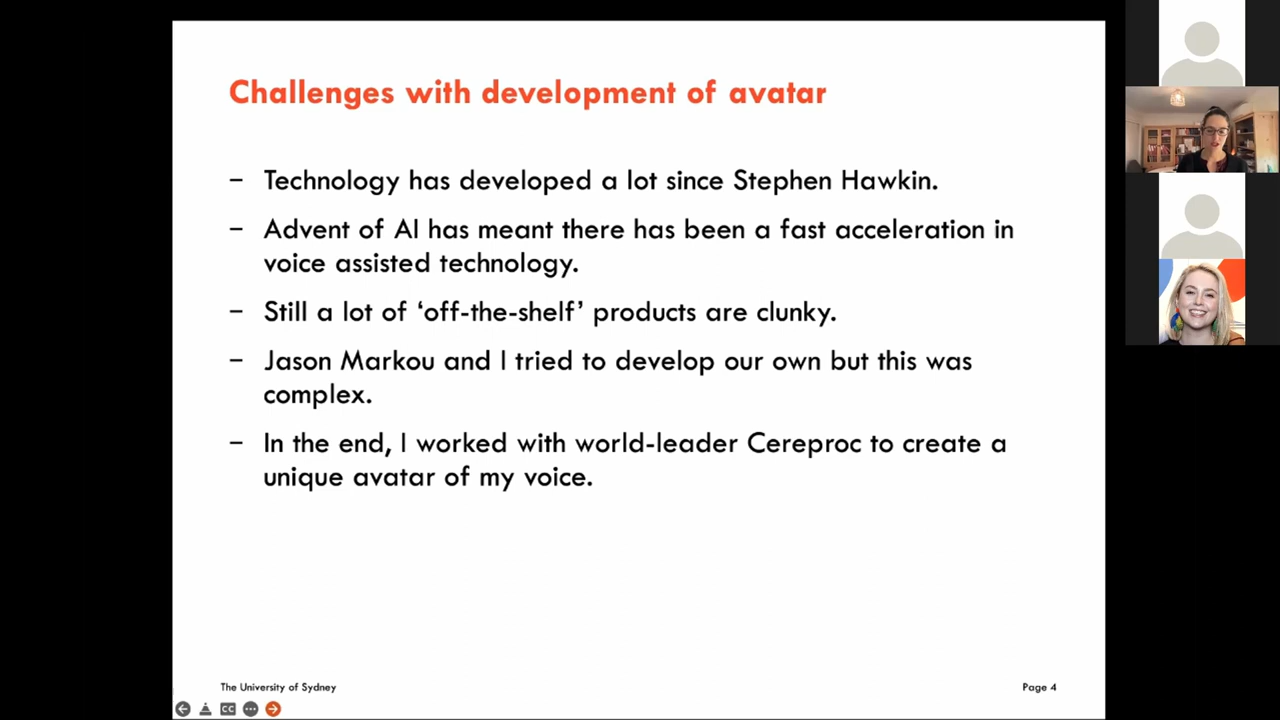 Challenges with development of avatar
– Technology has developed a lot since Stephen Hawkin.
– Advent of AI has meant there has been a fast acceleration in
voice assisted technology.
– Still a lot of ‘off-the-shelf’ products are clunky.
– Jason Markou and I tried to develop our own but this was
complex.
– In the end, I worked with world-leader Cereproc to create a
unique avatar of my voice.
The University of Sydney
Page 4
CC